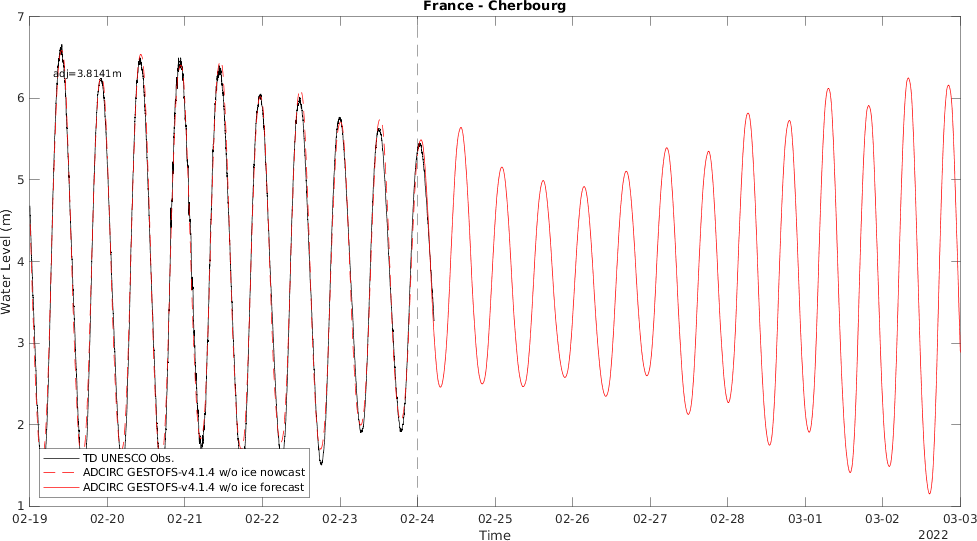 France - Cherbourg
7
adj=3.8141m
6
5
4
3
2
1
Water Level (m)
TD UNESCO Obs.
ADCIRC GESTOFS-v4.1.4 w/o ice nowcast
ADCIRC GESTOFS-v4.1.4 w/o ice forecast
02-19 02-20 02-21 02-22 02-23 02-24 02-25 02-26 02-27 02-28 03-01 03-02 03-03
Time
2022